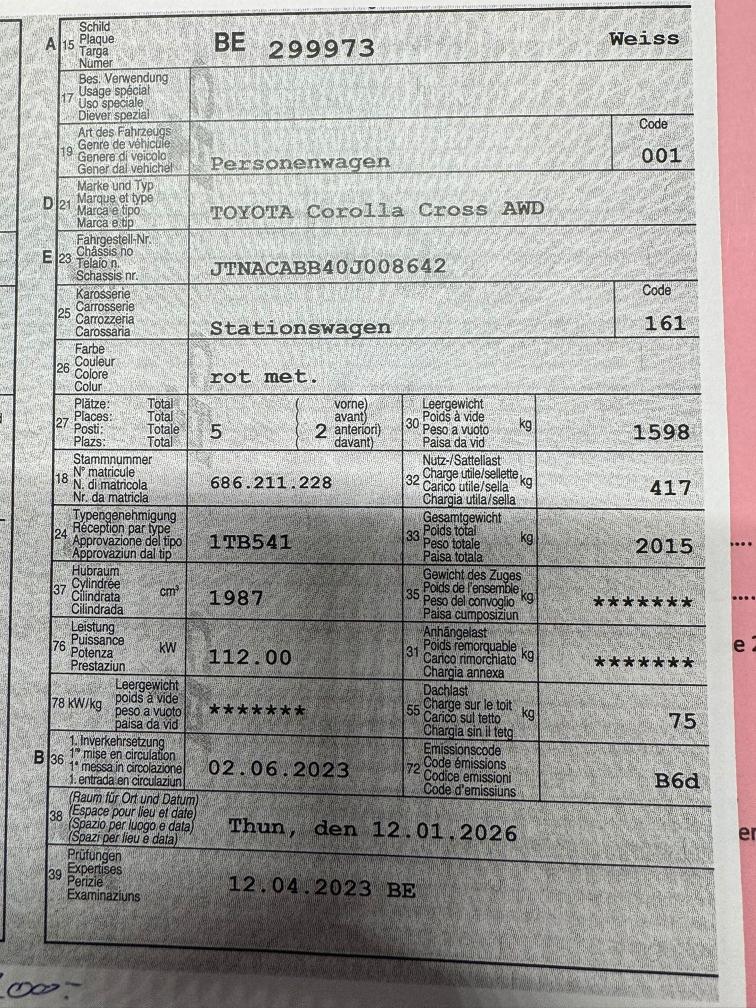 A 15 Schild
Plaque
Targa
Numer
BE 299973 Weiss
17 Bes. Verwendung
Usage spécial
Uso speciale
Diever spezial
19 Art des Fahrzeugs
Genre de véhicule
Genere di veicolo
Gener dal vehichel
Personenwagen
Code
001
D 21 Marke und Typ
Marque et type
Marca e tipo
Marca e tip
TOYOTA Corolla Cross AWD
E 23 Fahrgestell-Nr.
Châssis no
Telaio n.
Schassis nr.
JTNACABB40J008642
25 Karosserie
Carrosserie
Carrozzeria
Carossaria
Stationswagen
Code
161
26 Farbe
Couleur
Colore
Colur
rot met.
27 Plätze: Total
Places: Total
Posti: Totale
Plazs: Total
5
( vorne)
avant)
2 anteriori)
( davant)
30 Leergewicht
Poids à vide
Peso a vuoto
Paisa da vid
kg
1598
18 Stammnummer
N° matricule
N. di matricola
Nr. da matricla
686.211.228
32 Nutz-/Sattellast
Charge utile/sellette
Carico utile/sella
Chargia utila/sella
kg
417
24 Typengenehmigung
Réception par type
Approvazione del tipo
Approvaziun dal tip
1TB541
33 Gesamtgewicht
Poids total
Peso totale
Paisa totala
kg
2015
37 Hubraum
Cylindrée
Cilindrata
Cilindrada
cm³
1987
35 Gewicht des Zuges
Poids de l'ensemble
Peso del convoglio
Paisa cumposiziun
kg
*******
76 Leistung
Puissance
Potenza
Prestaziun
kW
112.00
31 Anhängelast
Poids remorquable
Carico rimorchiato
Chargia annexa
kg
*******
78 kW/kg
Leergewicht
poids à vide
peso a vuoto
paisa da vid
*******
55 Dachlast
Charge sur le toit
Carico sul tetto
Chargia sin il tetg
kg
75
B 36 1. Inverkehrsetzung
1re mise en circulation
1a messa in circolazione
1. entrada en circulaziun
02.06.2023
72 Emissionscode
Code émissions
Codice emissioni
Code d'emissiuns
B6d
38 (Raum für Ort und Datum)
(Espace pour lieu et date)
(Spazio per luogo e data)
(Spazi per lieu e data)
Thun, den 12.01.2026
39 Prüfungen
Expertises
Perizie
Examinaziuns
12.04.2023 BE